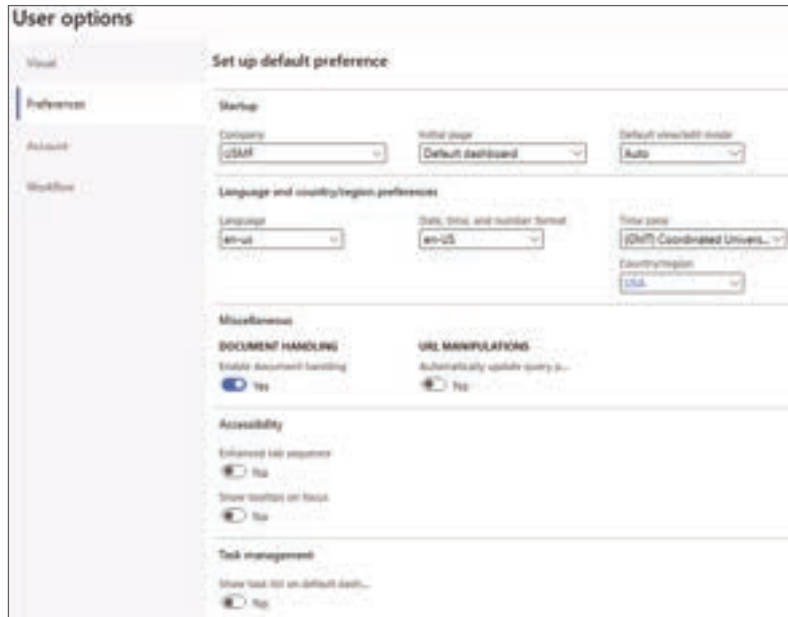 User options
Visual
Preferences
Account
Workflow
Set up default preference
Startup
Company
USMF
Initial page
Default dashboard
Default view/edit mode
Auto
Language and country/region preferences
Language
en-us
Date, time, and number format
en-US
Time zone
(GMT) Coordinated Univers...
Country/region
USA
Miscellaneous
DOCUMENT HANDLING
Enable document handling
Yes
URL MANIPULATIONS
Automatically update query p...
No
Accessibility
Enhanced tab sequence
No
Show tooltips on focus
No
Task management
Show task list on default dash...
No